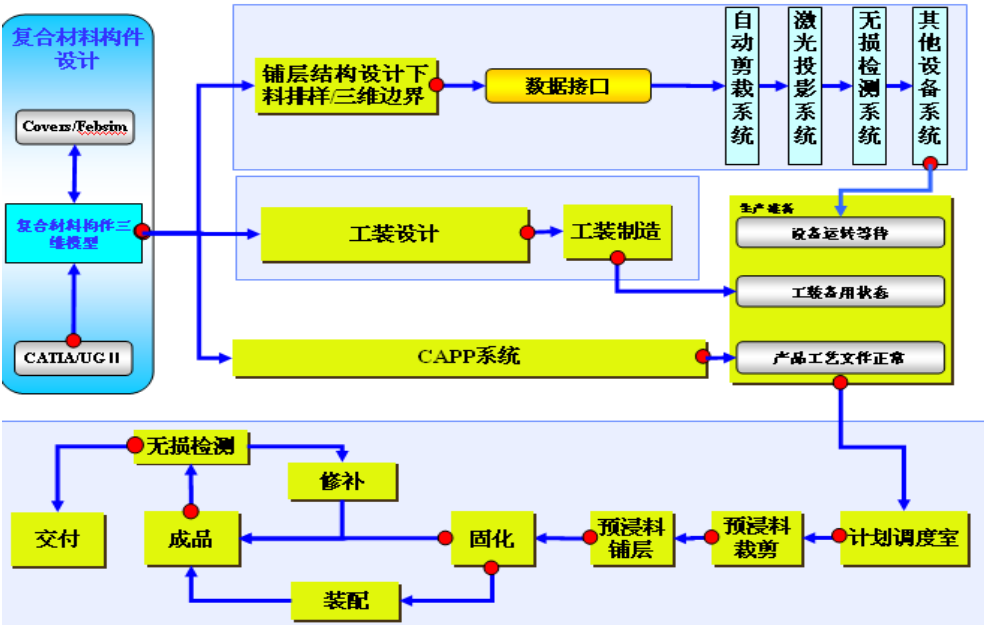 复合材料构件
设计
Covers/Febsim
复合材料构件三
维模型
CATIA/UG II
铺层结构设计下
料排样/三维边界
数据接口
自动剪裁系统
激光投影系统
无损检测系统
其他设备系统
工装设计
工装制造
CAPP系统
生产准备
设备运转等待
工装备用状态
产品工艺文件正常
无损检测
修补
交付
成品
固化
预浸料
铺层
预浸料
裁剪
计划调度室
装配